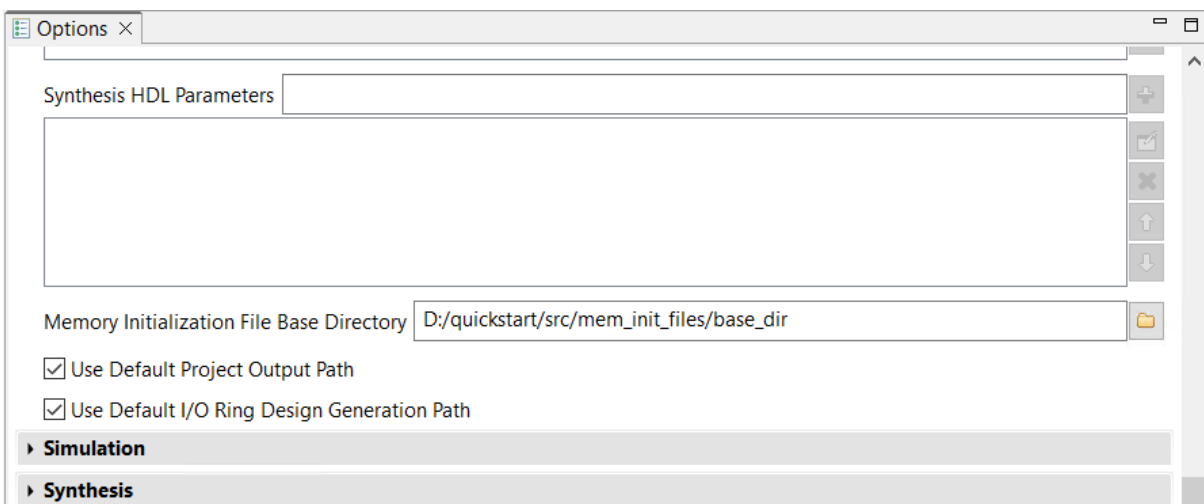 Options
Synthesis HDL Parameters
Memory Initialization File Base Directory D:/quickstart/src/mem_init_files/base_dir
Use Default Project Output Path
Use Default I/O Ring Design Generation Path
Simulation
Synthesis